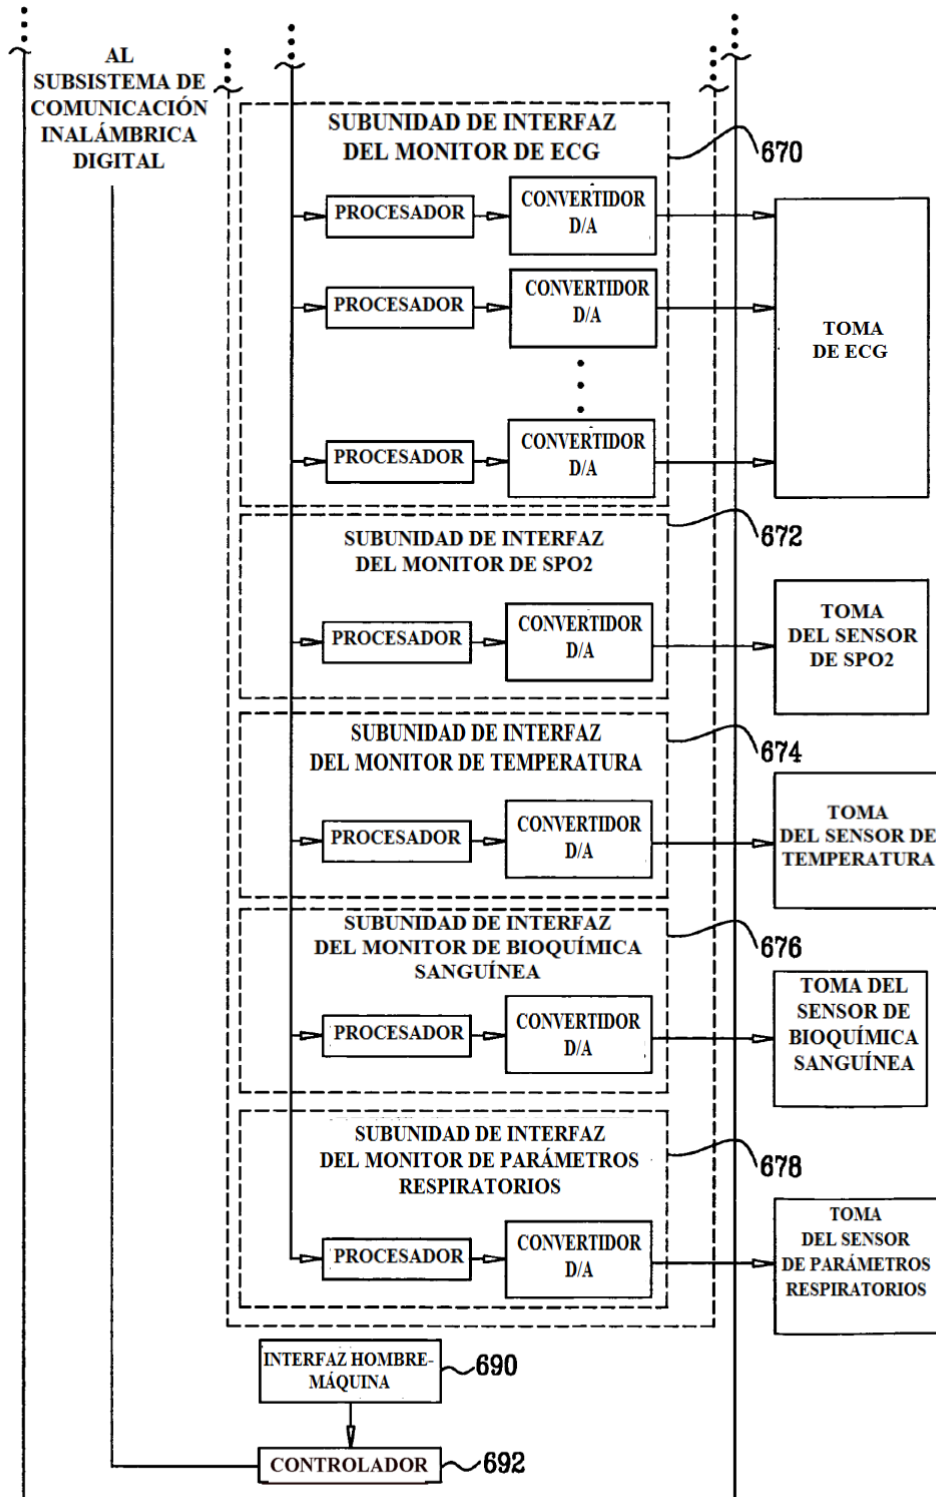 AL
SUBSISTEMA DE
COMUNICACIÓN
INALÁMBRICA
DIGITAL
SUBUNIDAD DE INTERFAZ
DEL MONITOR DE ECG
670
PROCESADOR
CONVERTIDOR
D/A
PROCESADOR
CONVERTIDOR
D/A
TOMA
DE ECG
PROCESADOR
CONVERTIDOR
D/A
SUBUNIDAD DE INTERFAZ
DEL MONITOR DE SPO2
672
PROCESADOR
CONVERTIDOR
D/A
TOMA
DEL SENSOR
DE SPO2
SUBUNIDAD DE INTERFAZ
DEL MONITOR DE TEMPERATURA
674
PROCESADOR
CONVERTIDOR
D/A
TOMA
DEL SENSOR DE
TEMPERATURA
SUBUNIDAD DE INTERFAZ
DEL MONITOR DE BIOQUÍMICA
SANGUÍNEA
676
PROCESADOR
CONVERTIDOR
D/A
TOMA DEL
SENSOR DE
BIOQUÍMICA
SANGUÍNEA
SUBUNIDAD DE INTERFAZ
DEL MONITOR DE PARÁMETROS
RESPIRATORIOS
678
PROCESADOR
CONVERTIDOR
D/A
TOMA
DEL SENSOR
DE PARÁMETROS
RESPIRATORIOS
INTERFAZ HOMBRE-
MÁQUINA
690
CONTROLADOR
692